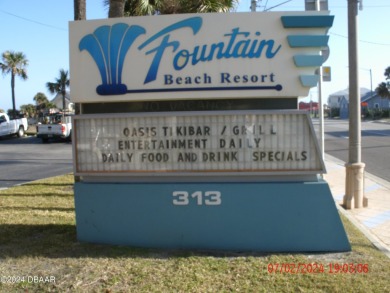 Fountain
Beach Resort
OASIS TIKIBAR / GRILL
ENTERTAINMENT DAILY
DAILY FOOD AND DRINK SPECIALS
313
©2024 DBAAR
07/02/2024 19:03:06